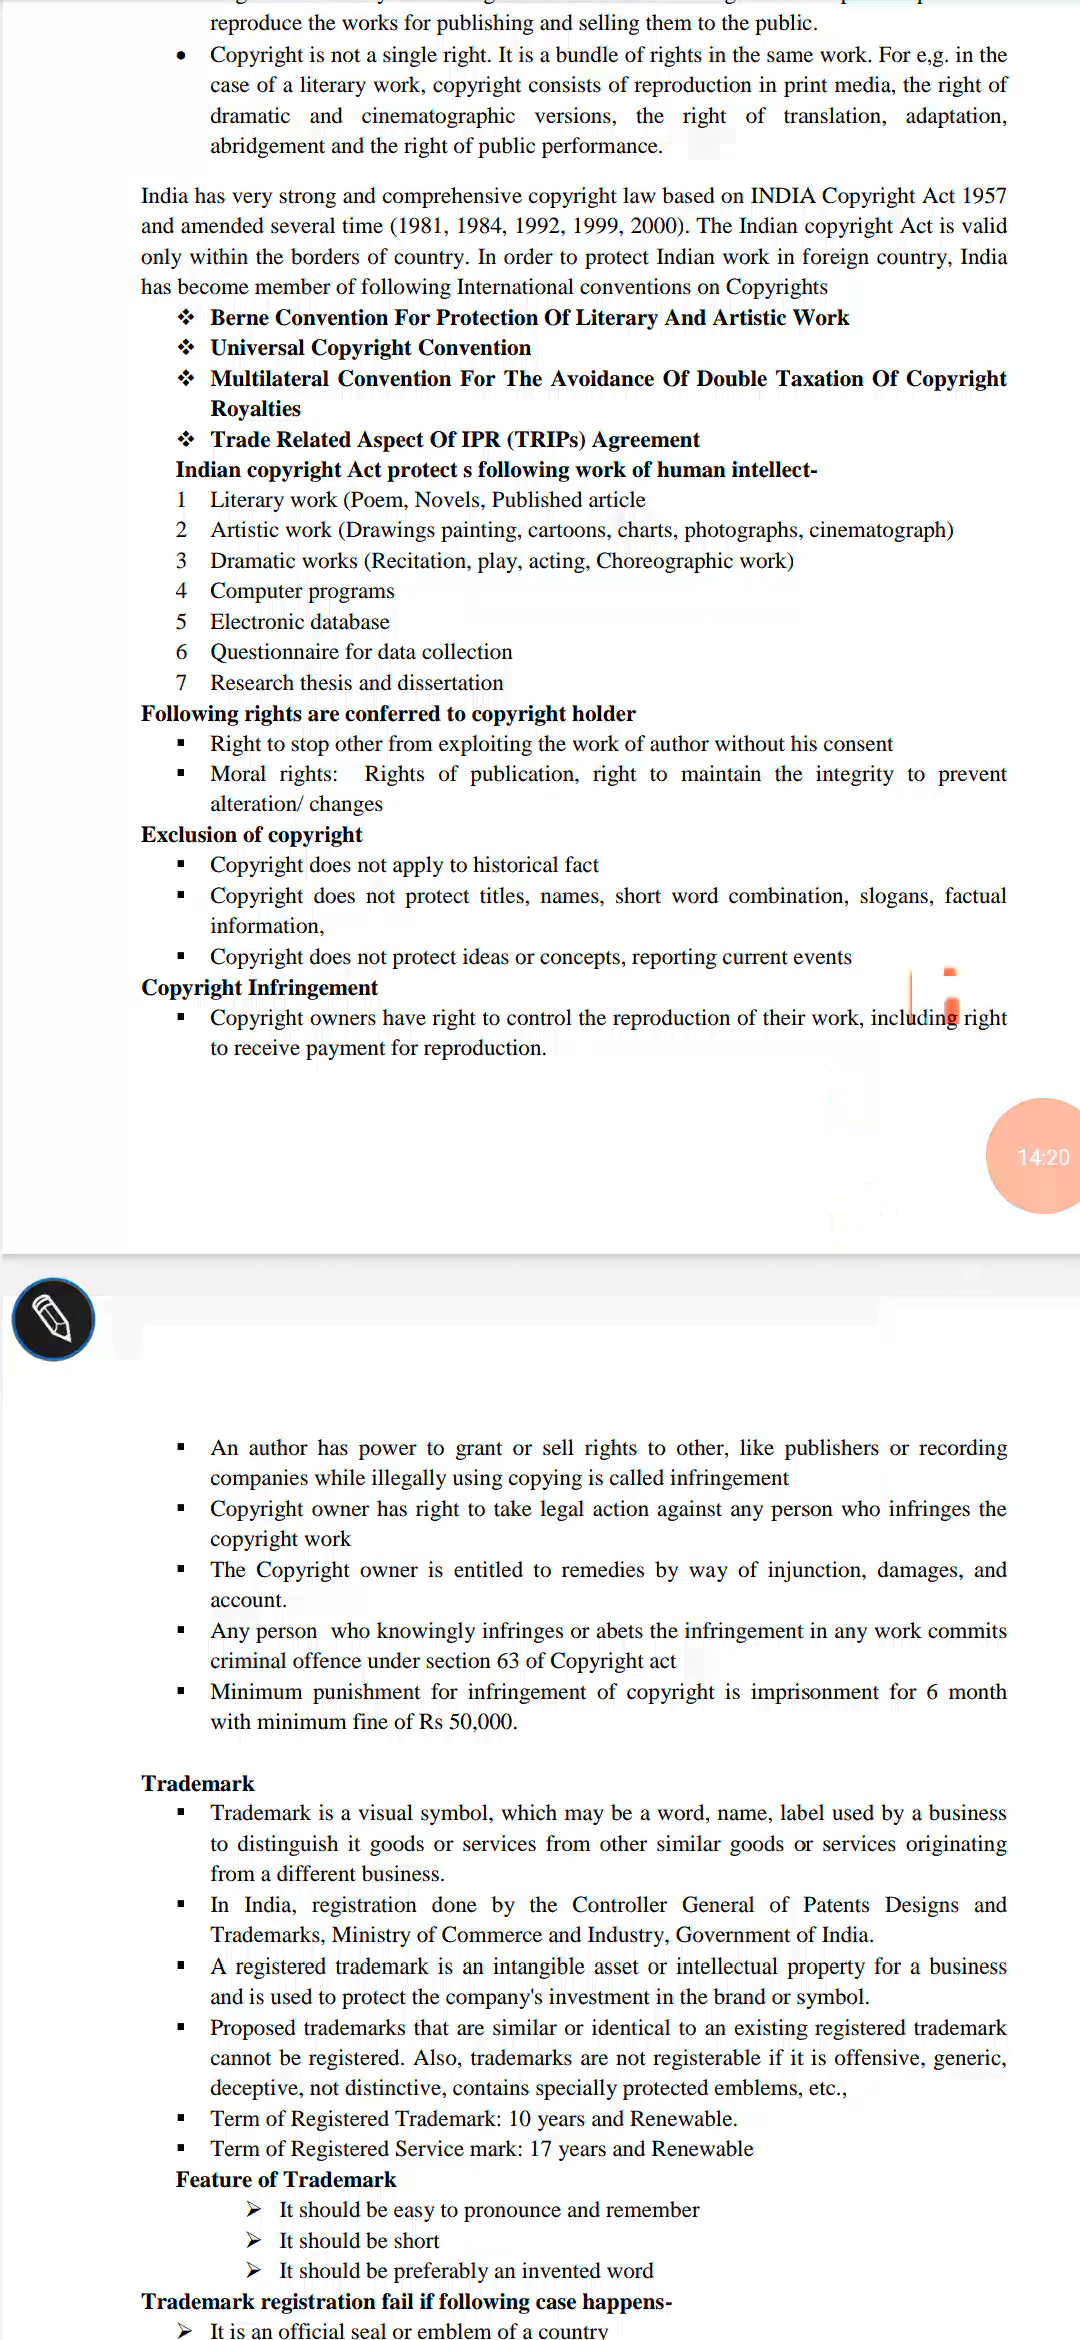 reproduce the works for publishing and selling them to the public.
• Copyright is not a single right. It is a bundle of rights in the same work. For e,g. in the
case of a literary work, copyright consists of reproduction in print media, the right of
dramatic and cinematographic versions, the right of translation, adaptation,
abridgement and the right of public performance.
India has very strong and comprehensive copyright law based on INDIA Copyright Act 1957
and amended several time (1981, 1984, 1992, 1999, 2000). The Indian copyright Act is valid
only within the borders of country. In order to protect Indian work in foreign country, India
has become member of following International conventions on Copyrights
❖ Berne Convention For Protection Of Literary And Artistic Work
❖ Universal Copyright Convention
❖ Multilateral Convention For The Avoidance Of Double Taxation Of Copyright
Royalties
❖ Trade Related Aspect Of IPR (TRIPs) Agreement
Indian copyright Act protect s following work of human intellect-
1 Literary work (Poem, Novels, Published article
2 Artistic work (Drawings painting, cartoons, charts, photographs, cinematograph)
3 Dramatic works (Recitation, play, acting, Choreographic work)
4 Computer programs
5 Electronic database
6 Questionnaire for data collection
7 Research thesis and dissertation
Following rights are conferred to copyright holder
▪ Right to stop other from exploiting the work of author without his consent
▪ Moral rights: Rights of publication, right to maintain the integrity to prevent
alteration/ changes
Exclusion of copyright
▪ Copyright does not apply to historical fact
▪ Copyright does not protect titles, names, short word combination, slogans, factual
information,
▪ Copyright does not protect ideas or concepts, reporting current events
Copyright Infringement
▪ Copyright owners have right to control the reproduction of their work, including right
to receive payment for reproduction.
14:20
▪ An author has power to grant or sell rights to other, like publishers or recording
companies while illegally using copying is called infringement
▪ Copyright owner has right to take legal action against any person who infringes the
copyright work
▪ The Copyright owner is entitled to remedies by way of injunction, damages, and
account.
▪ Any person who knowingly infringes or abets the infringement in any work commits
criminal offence under section 63 of Copyright act
▪ Minimum punishment for infringement of copyright is imprisonment for 6 month
with minimum fine of Rs 50,000.
Trademark
▪ Trademark is a visual symbol, which may be a word, name, label used by a business
to distinguish it goods or services from other similar goods or services originating
from a different business.
▪ In India, registration done by the Controller General of Patents Designs and
Trademarks, Ministry of Commerce and Industry, Government of India.
▪ A registered trademark is an intangible asset or intellectual property for a business
and is used to protect the company's investment in the brand or symbol.
▪ Proposed trademarks that are similar or identical to an existing registered trademark
cannot be registered. Also, trademarks are not registerable if it is offensive, generic,
deceptive, not distinctive, contains specially protected emblems, etc.,
▪ Term of Registered Trademark: 10 years and Renewable.
▪ Term of Registered Service mark: 17 years and Renewable
Feature of Trademark
➢ It should be easy to pronounce and remember
➢ It should be short
➢ It should be preferably an invented word
Trademark registration fail if following case happens-
➢ It is an official seal or emblem of a country